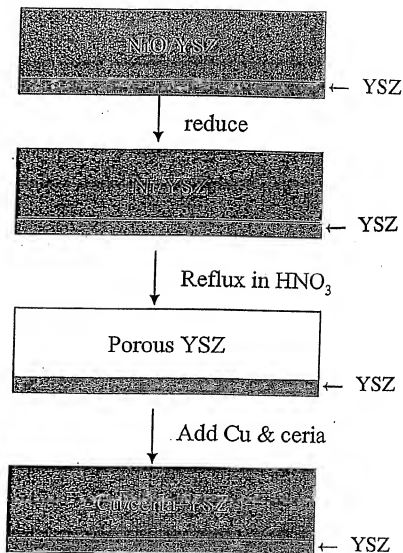 NiO/YSZ
← YSZ
reduce
Ni/YSZ
← YSZ
Reflux in HNO₃
Porous YSZ
← YSZ
Add Cu & ceria
Cu/ceria/YSZ
← YSZ